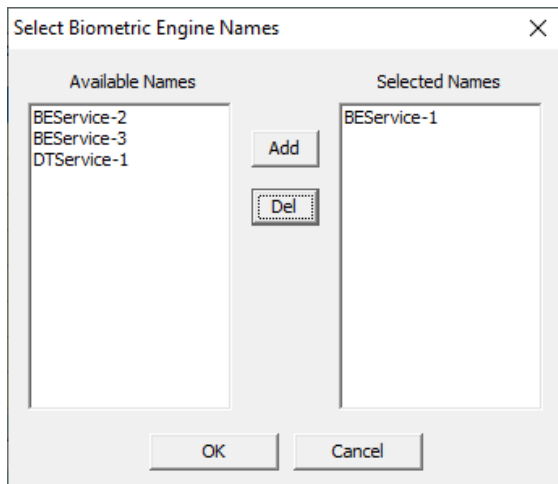 Select Biometric Engine Names
Available Names
Selected Names
BEService-2
BEService-3
DTService-1
Add
Del
BEService-1
OK
Cancel